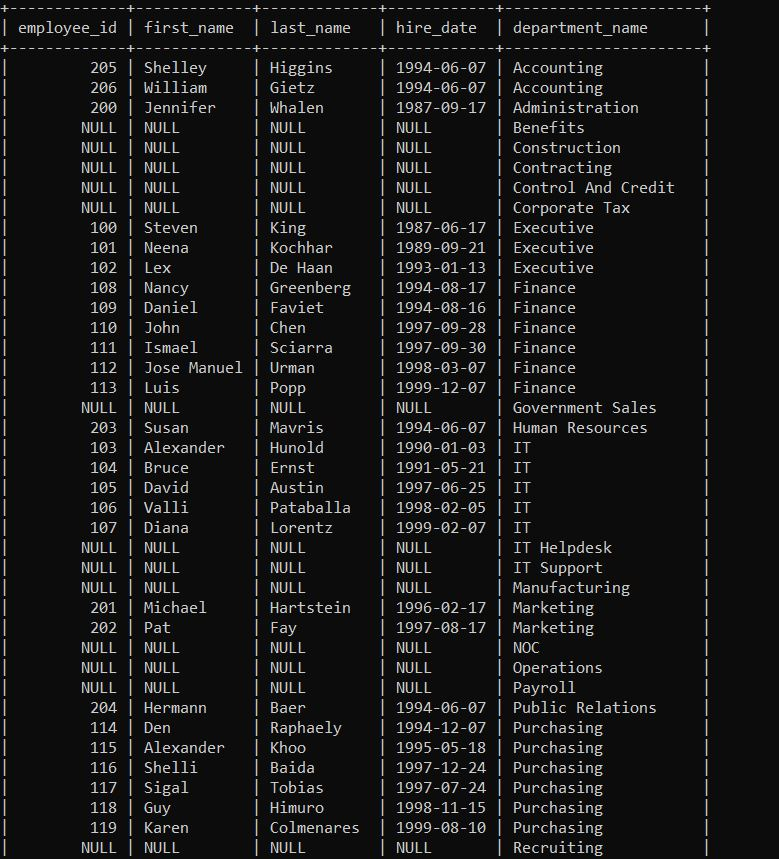 +-------------+-------------+------------+------------+----------------------+
| employee_id | first_name  | last_name  | hire_date  | department_name      |
+-------------+-------------+------------+------------+----------------------+
|         205 | Shelley     | Higgins    | 1994-06-07 | Accounting           |
|         206 | William     | Gietz      | 1994-06-07 | Accounting           |
|         200 | Jennifer    | Whalen     | 1987-09-17 | Administration       |
|        NULL | NULL        | NULL       | NULL       | Benefits             |
|        NULL | NULL        | NULL       | NULL       | Construction         |
|        NULL | NULL        | NULL       | NULL       | Contracting          |
|        NULL | NULL        | NULL       | NULL       | Control And Credit   |
|        NULL | NULL        | NULL       | NULL       | Corporate Tax        |
|         100 | Steven      | King       | 1987-06-17 | Executive            |
|         101 | Neena       | Kochhar    | 1989-09-21 | Executive            |
|         102 | Lex         | De Haan    | 1993-01-13 | Executive            |
|         108 | Nancy       | Greenberg  | 1994-08-17 | Finance              |
|         109 | Daniel      | Faviet     | 1994-08-16 | Finance              |
|         110 | John        | Chen       | 1997-09-28 | Finance              |
|         111 | Ismael      | Sciarra    | 1997-09-30 | Finance              |
|         112 | Jose Manuel | Urman      | 1998-03-07 | Finance              |
|         113 | Luis        | Popp       | 1999-12-07 | Finance              |
|        NULL | NULL        | NULL       | NULL       | Government Sales     |
|         203 | Susan       | Mavris     | 1994-06-07 | Human Resources      |
|         103 | Alexander   | Hunold     | 1990-01-03 | IT                   |
|         104 | Bruce       | Ernst      | 1991-05-21 | IT                   |
|         105 | David       | Austin     | 1997-06-25 | IT                   |
|         106 | Valli       | Pataballa  | 1998-02-05 | IT                   |
|         107 | Diana       | Lorentz    | 1999-02-07 | IT                   |
|        NULL | NULL        | NULL       | NULL       | IT Helpdesk          |
|        NULL | NULL        | NULL       | NULL       | IT Support           |
|        NULL | NULL        | NULL       | NULL       | Manufacturing        |
|         201 | Michael     | Hartstein  | 1996-02-17 | Marketing            |
|         202 | Pat         | Fay        | 1997-08-17 | Marketing            |
|        NULL | NULL        | NULL       | NULL       | NOC                  |
|        NULL | NULL        | NULL       | NULL       | Operations           |
|        NULL | NULL        | NULL       | NULL       | Payroll              |
|         204 | Hermann     | Baer       | 1994-06-07 | Public Relations     |
|         114 | Den         | Raphaely   | 1994-12-07 | Purchasing           |
|         115 | Alexander   | Khoo       | 1995-05-18 | Purchasing           |
|         116 | Shelli      | Baida      | 1997-12-24 | Purchasing           |
|         117 | Sigal       | Tobias     | 1997-07-24 | Purchasing           |
|         118 | Guy         | Himuro     | 1998-11-15 | Purchasing           |
|         119 | Karen       | Colmenares | 1999-08-10 | Purchasing           |
|        NULL | NULL        | NULL       | NULL       | Recruiting           |